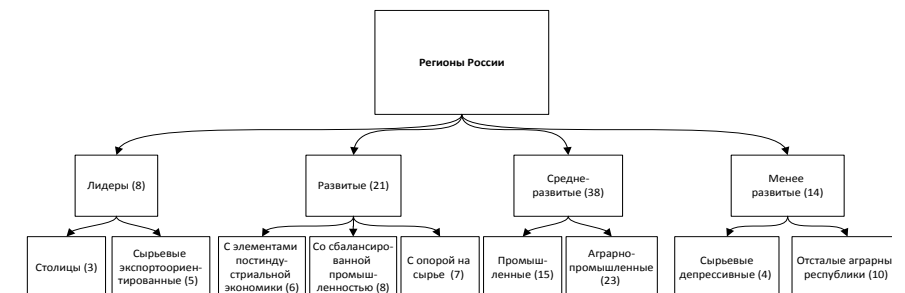 Регионы России
Лидеры (8)
Развитые (21)
Средне-
развитые (38)
Менее
развитые (14)
Столицы (3)
Сырьевые
экспортоориен-
тированные (5)
С элементами
постинду-
стриальной
экономики (6)
Со сбалансиро-
ванной
промыш-
ленностью (8)
С опорой на
сырье (7)
Промыш-
ленные (15)
Аграрно-
промышленные
(23)
Сырьевые
депрессивные (4)
Отсталые аграрны
республики (10)